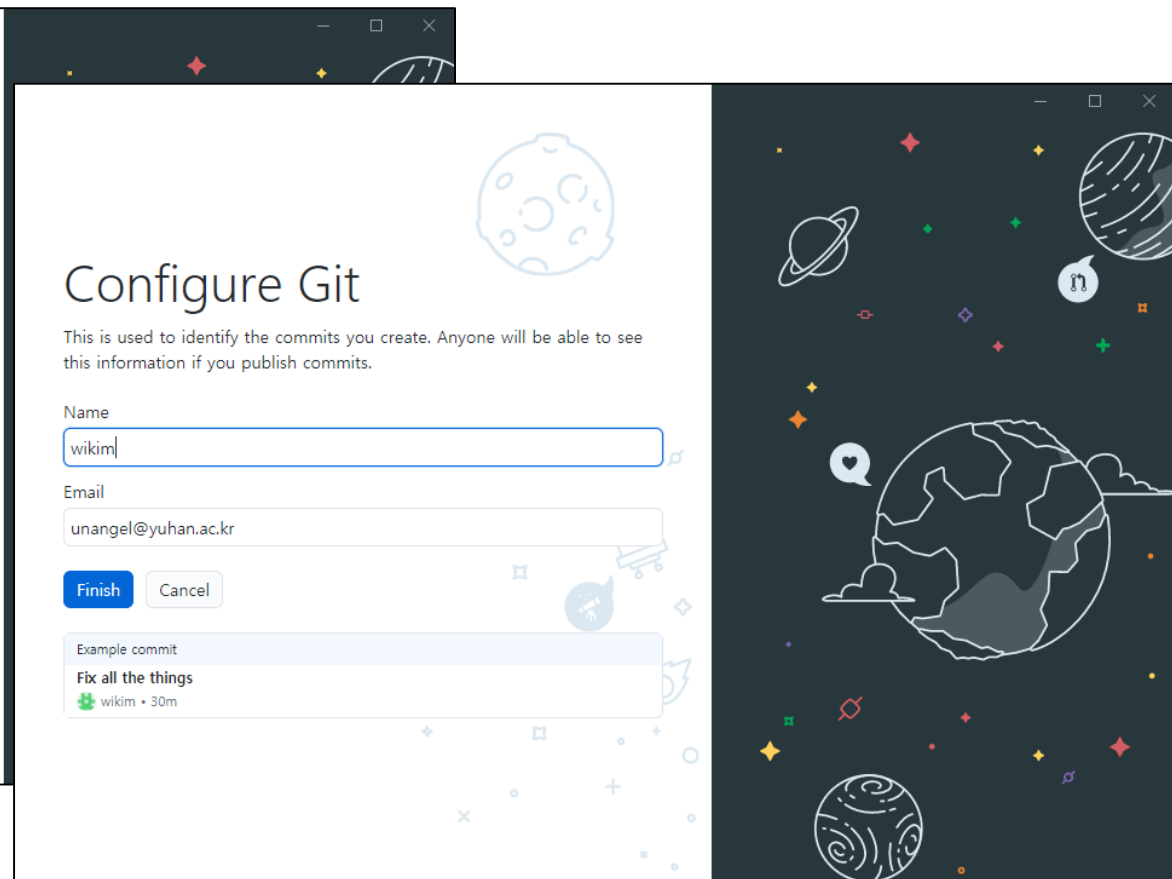 Configure Git
This is used to identify the commits you create. Anyone will be able to see
this information if you publish commits.
Name
wikim
Email
unangel@yuhan.ac.kr
Finish Cancel
Example commit
Fix all the things
wikim • 30m